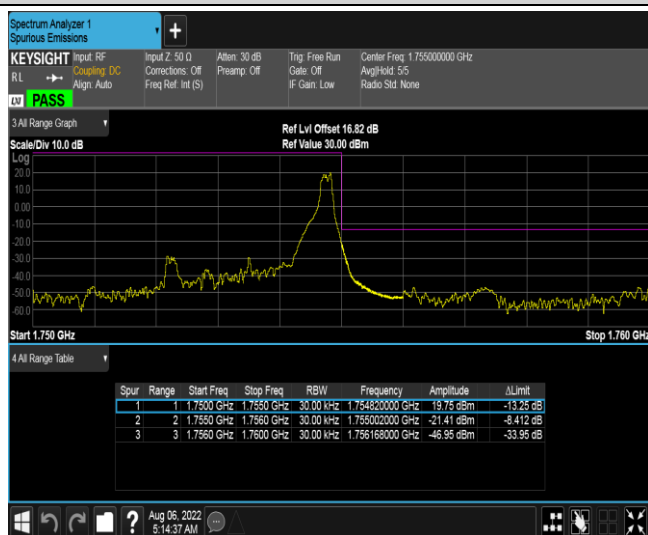 Spectrum Analyzer 1
Spurious Emissions
+
KEYSIGHT Input: RF Input Z: 50 Ω Atten: 30 dB Trig: Free Run Center Freq: 1.755000000 GHz
RL Coupling: DC Corrections: Off Preamp: Off Gate: Off Avg|Hold: 5/5
Align: Auto Freq Ref: Int (S) IF Gain: Low Radio Std: None
LXI PASS
3 All Range Graph
Ref Lvl Offset 16.82 dB
Scale/Div 10.0 dB Ref Value 30.00 dBm
Log
20.0
10.0
0.00
-10.0
-20.0
-30.0
-40.0
-50.0
-60.0
Start 1.750 GHz Stop 1.760 GHz
4 All Range Table
Spur Range Start Freq Stop Freq RBW Frequency Amplitude ΔLimit
1 1 1.7500 GHz 1.7550 GHz 30.00 kHz 1.754820000 GHz 19.75 dBm -13.25 dB
2 2 1.7550 GHz 1.7560 GHz 30.00 kHz 1.755002000 GHz -21.41 dBm -8.412 dB
3 3 1.7560 GHz 1.7600 GHz 30.00 kHz 1.756168000 GHz -46.95 dBm -33.95 dB
? Aug 06, 2022
5:14:37 AM